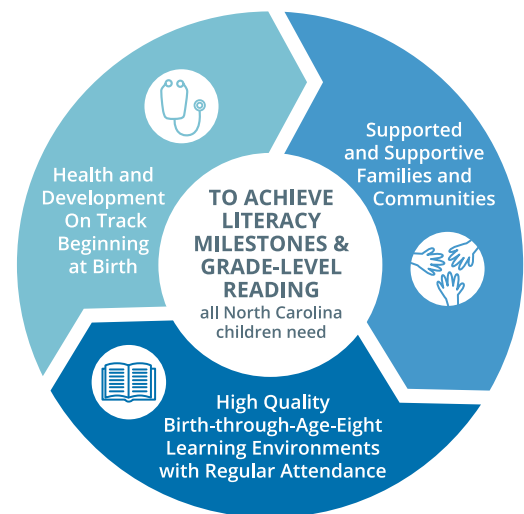 TO ACHIEVE
LITERACY
MILESTONES &
GRADE-LEVEL
READING
all North Carolina
children need
Health and
Development
On Track
Beginning
at Birth
Supported
and Supportive
Families and
Communities
High Quality
Birth-through-Age-Eight
Learning Environments
with Regular Attendance